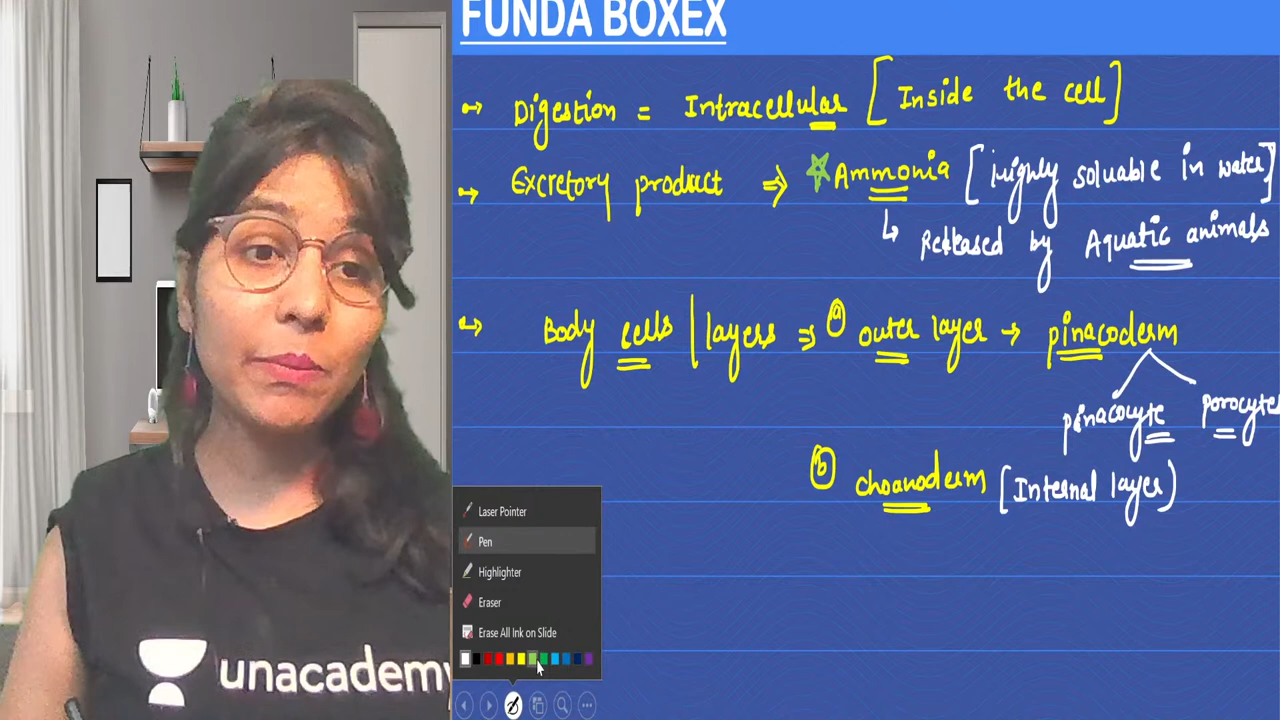 FUNDA BOXEX
Digestion = Intracellular [Inside the cell]
Excretory product ⇒ Ammonia [highly soluable in water]
↳ Released by Aquatic animals
Body cells | layers ⇒ ⓐ outer layer → pinacoderm
pinacocyte porocytes
ⓑ choanoderm [Internal layer]
Laser Pointer
Pen
Highlighter
Eraser
Erase All Ink on Slide
unacademy